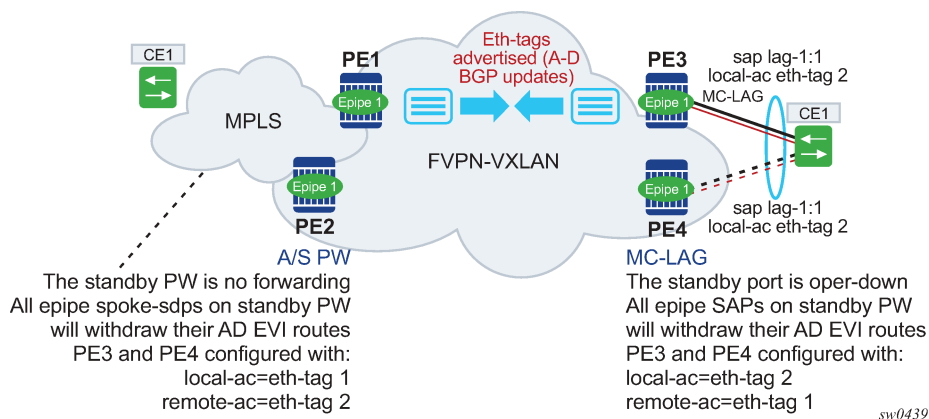 CE1
PE1
Epipe 1
MPLS
Epipe 1
PE2
A/S PW
Eth-tags
advertised (A-D
BGP updates)
FVPN-VXLAN
PE3
Epipe 1
sap lag-1:1
local-ac eth-tag 2
MC-LAG
CE1
Epipe 1
PE4
sap lag-1:1
local-ac eth-tag 2
The standby PW is no forwarding
All epipe spoke-sdps on standby PW
will withdraw their AD EVI routes
PE3 and PE4 configured with:
local-ac=eth-tag 1
remote-ac=eth-tag 2
MC-LAG
The standby port is oper-down
All epipe SAPs on standby PW
will withdraw their AD EVI routes
PE3 and PE4 configured with:
local-ac=eth-tag 2
remote-ac=eth-tag 1
sw0439